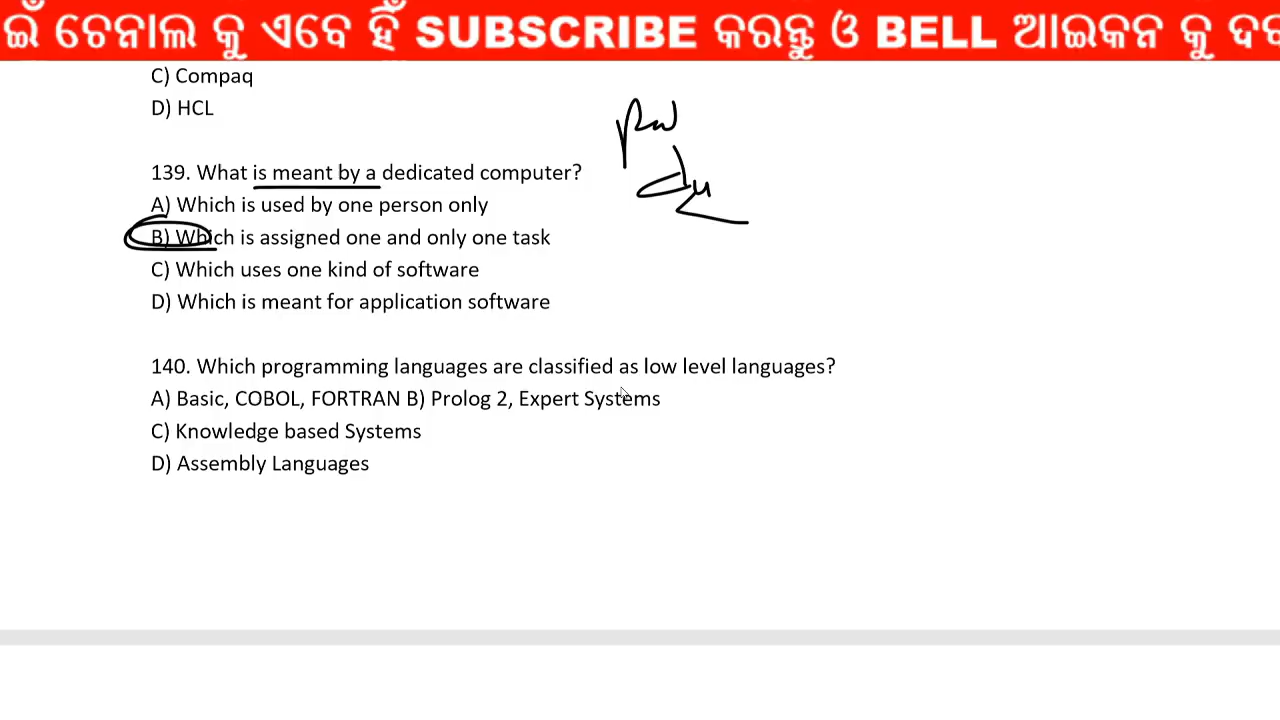 ଇଁ ଚେନାଲ କୁ ଏବେ ହିଁ SUBSCRIBE କରନ୍ତୁ ଓ BELL ଆଇକନ କୁ
C) Compaq
D) HCL
139. What is meant by a dedicated computer?
A) Which is used by one person only
B) Which is assigned one and only one task
C) Which uses one kind of software
D) Which is meant for application software
140. Which programming languages are classified as low level languages?
A) Basic, COBOL, FORTRAN B) Prolog 2, Expert Systems
C) Knowledge based Systems
D) Assembly Languages